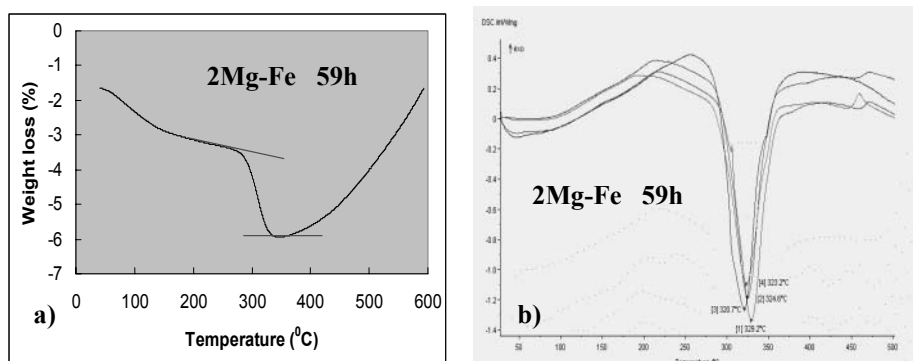 0
-1
-2
-3
-4
-5
-6
-7
Weight loss (%)
2Mg-Fe 59h
0 100 200 300 400 500 600
Temperature (⁰C)
a)
DSC /mW/mg
↑ exo
0.4
0.2
0
-0.4
-0.6
-0.8
-1.0
-1.2
-1.4
2Mg-Fe 59h
[4] 323.2°C
[2] 324.6°C
[3] 320.7°C
[1] 329.2°C
50 100 150 200 250 300 350 400 450 500
b)